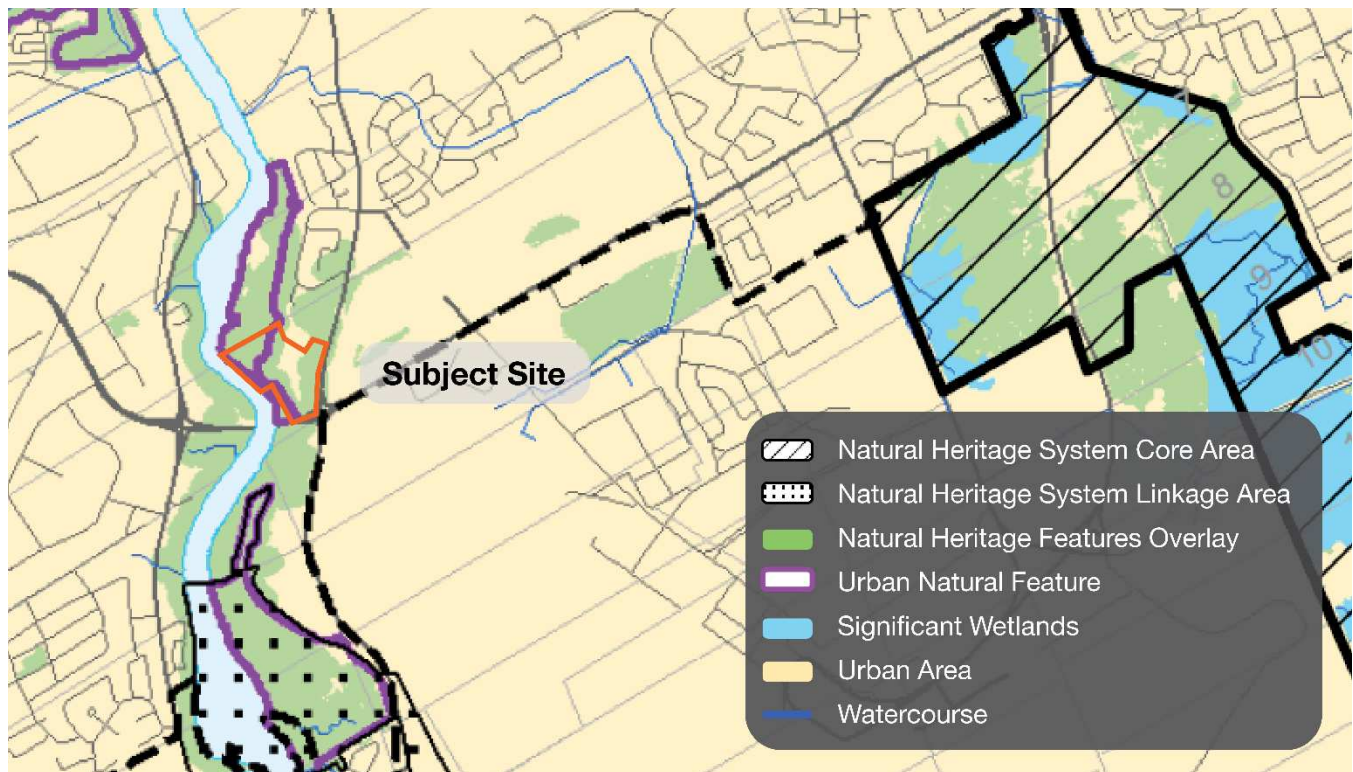 8
9
10
Subject Site
Natural Heritage System Core Area
Natural Heritage System Linkage Area
Natural Heritage Features Overlay
Urban Natural Feature
Significant Wetlands
Urban Area
Watercourse